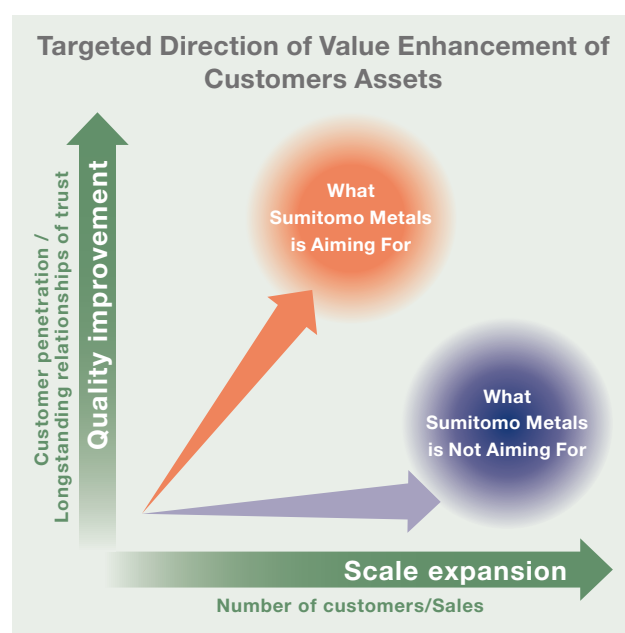 Targeted Direction of Value Enhancement of
Customers Assets
Customer penetration /
Longstanding relationships of trust
Quality improvement
What
Sumitomo Metals
is Aiming For
What
Sumitomo Metals
is Not Aiming For
Scale expansion
Number of customers/Sales